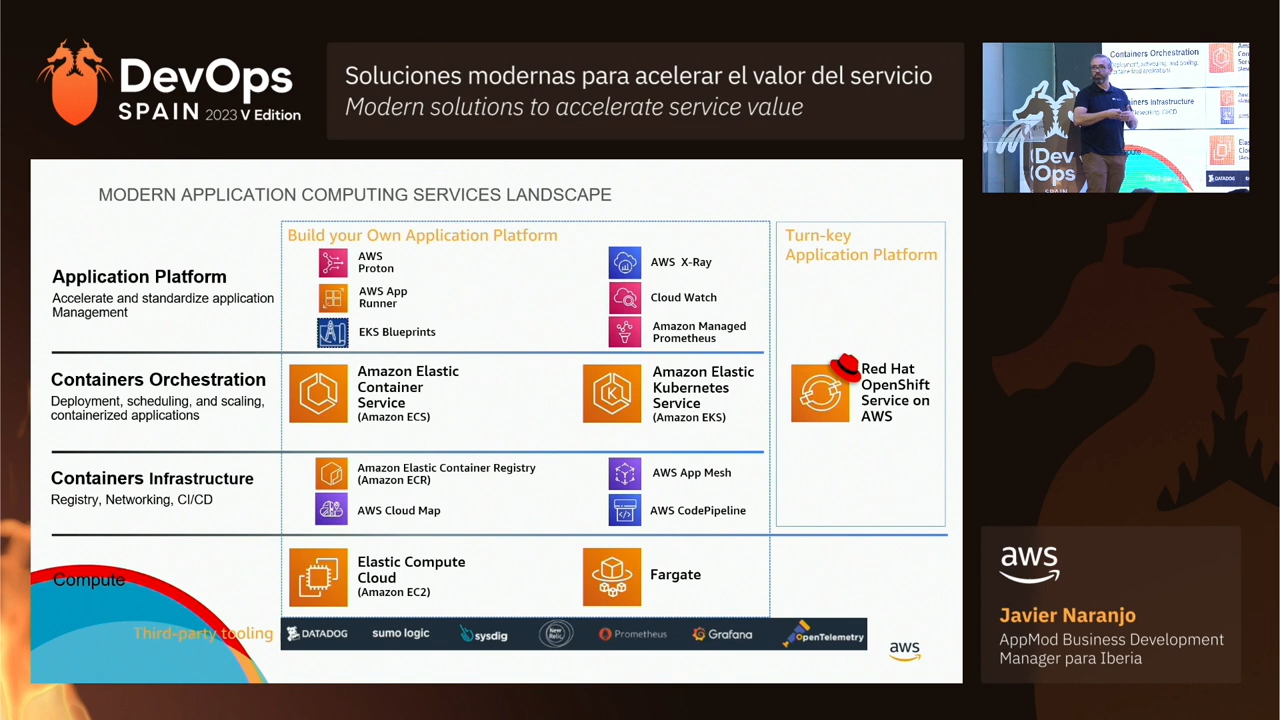 DevOps
SPAIN 2023 V Edition
Soluciones modernas para acelerar el valor del servicio
Modern solutions to accelerate service value
Containers Orchestration
Containers Infrastructure
Dev
Ops
SPAIN
MODERN APPLICATION COMPUTING SERVICES LANDSCAPE
Build your Own Application Platform
Turn-key
Application Platform
Application Platform
Accelerate and standardize application
Management
AWS
Proton
AWS App
Runner
EKS Blueprints
AWS X-Ray
Cloud Watch
Amazon Managed
Prometheus
Containers Orchestration
Deployment, scheduling, and scaling,
containerized applications
Amazon Elastic
Container
Service
(Amazon ECS)
Amazon Elastic
Kubernetes
Service
(Amazon EKS)
Red Hat
OpenShift
Service on
AWS
Containers Infrastructure
Registry, Networking, CI/CD
Amazon Elastic Container Registry
(Amazon ECR)
AWS Cloud Map
AWS App Mesh
AWS CodePipeline
Compute
Elastic Compute
Cloud
(Amazon EC2)
Fargate
Third-party tooling
DATADOG
sumo logic
sysdig
New Relic
Prometheus
Grafana
OpenTelemetry
aws
aws
Javier Naranjo
AppMod Business Development
Manager para Iberia